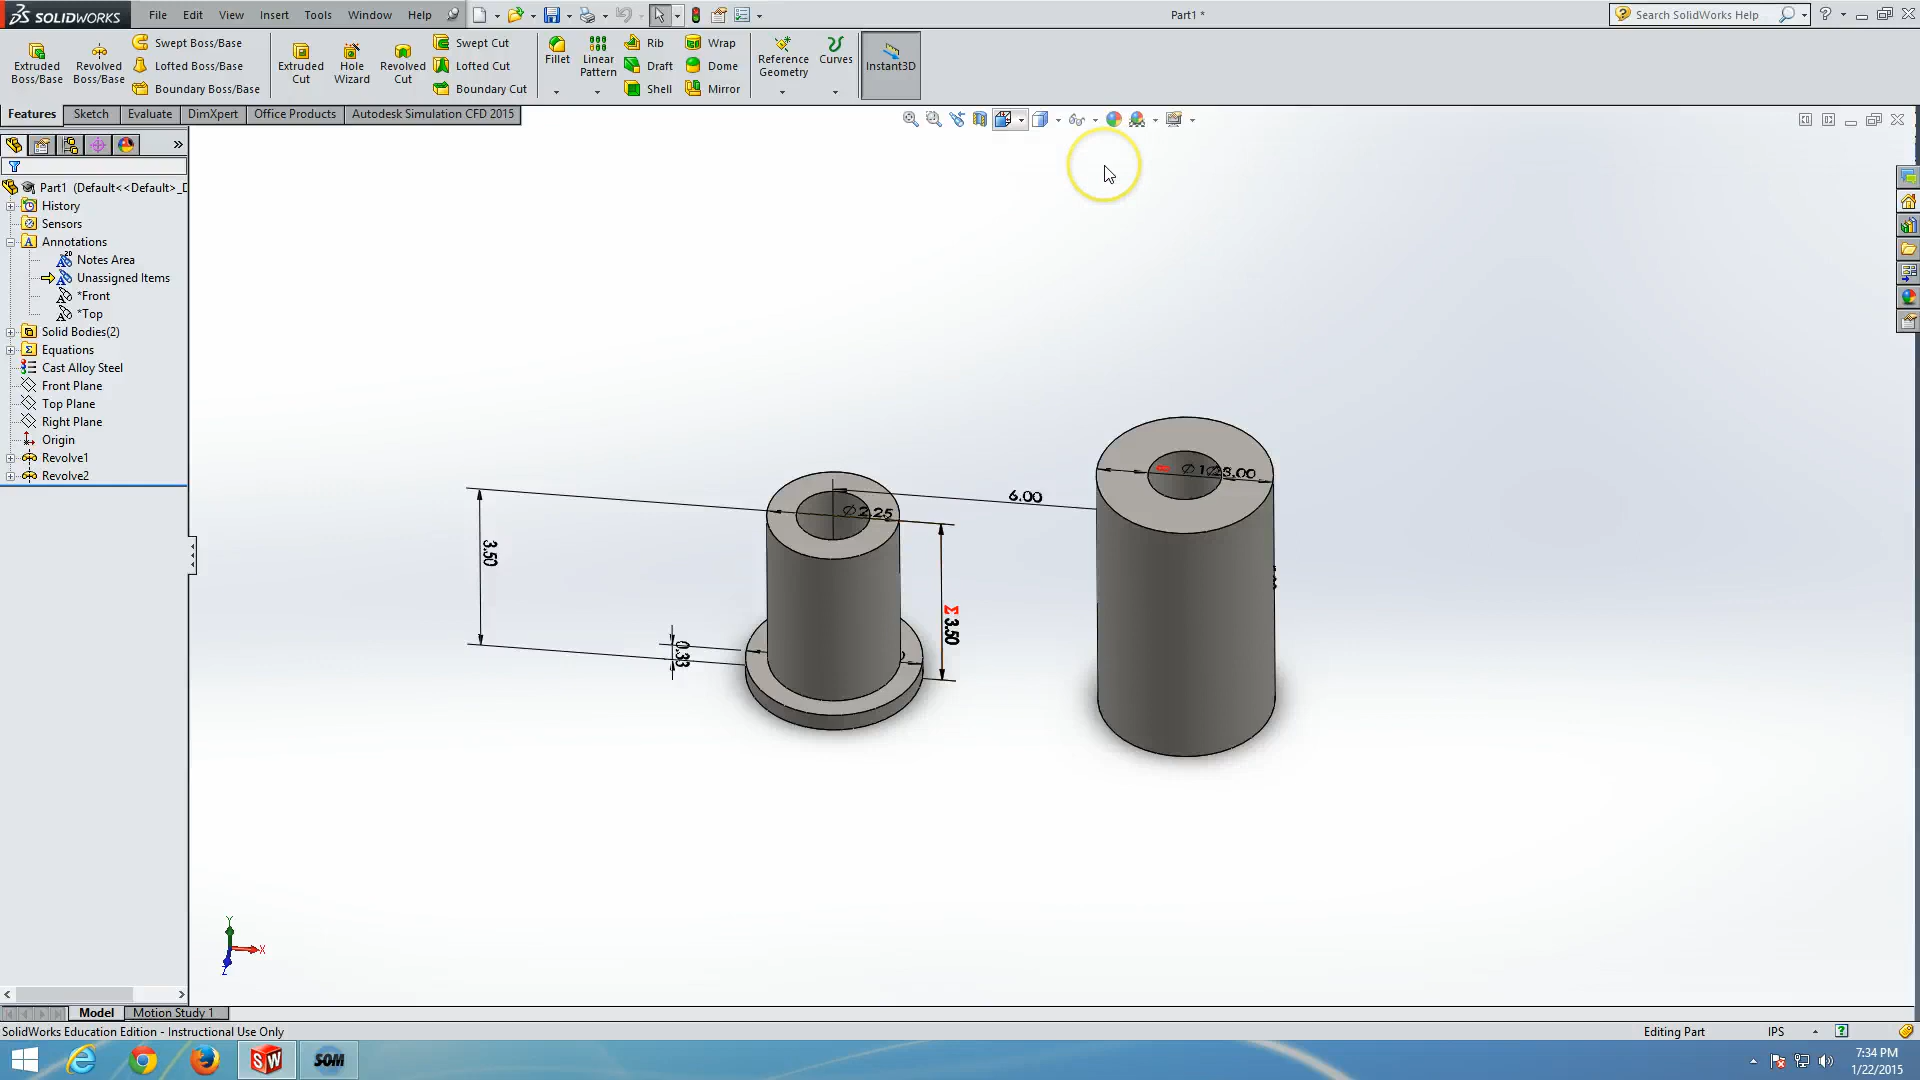 SOLIDWORKS File Edit View Insert Tools Window Help Part1 * Search SolidWorks Help
Extruded Boss/Base
Revolved Boss/Base
Swept Boss/Base
Lofted Boss/Base
Boundary Boss/Base
Extruded Cut
Hole Wizard
Revolved Cut
Swept Cut
Lofted Cut
Boundary Cut
Fillet
Linear Pattern
Rib
Draft
Shell
Wrap
Dome
Mirror
Reference Geometry
Curves
Instant3D
Features Sketch Evaluate DimXpert Office Products Autodesk Simulation CFD 2015
Part1 (Default<<Default>_D
History
Sensors
Annotations
Notes Area
Unassigned Items
*Front
*Top
Solid Bodies(2)
Equations
Cast Alloy Steel
Front Plane
Top Plane
Right Plane
Origin
Revolve1
Revolve2
6.00
Ø2.25
3.50
0.33
Σ 3.50
Y
X
Z
Model Motion Study 1
SolidWorks Education Edition - Instructional Use Only Editing Part IPS
SW SOM
7:34 PM
1/22/2015